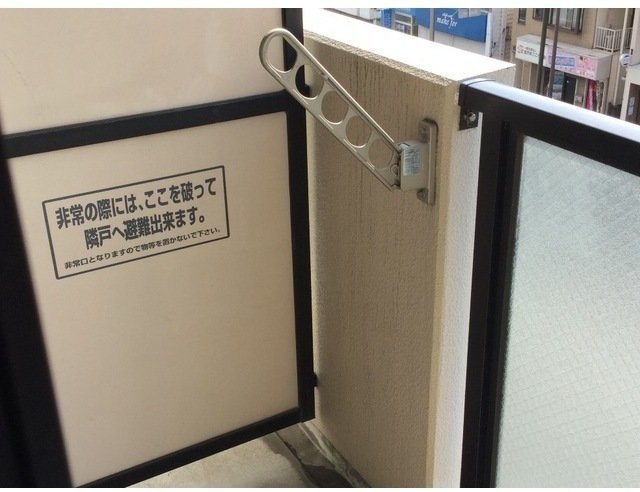 非常の際には、ここを破って
隣戸へ避難出来ます。
非常口となりますので物等を置かないで下さい。